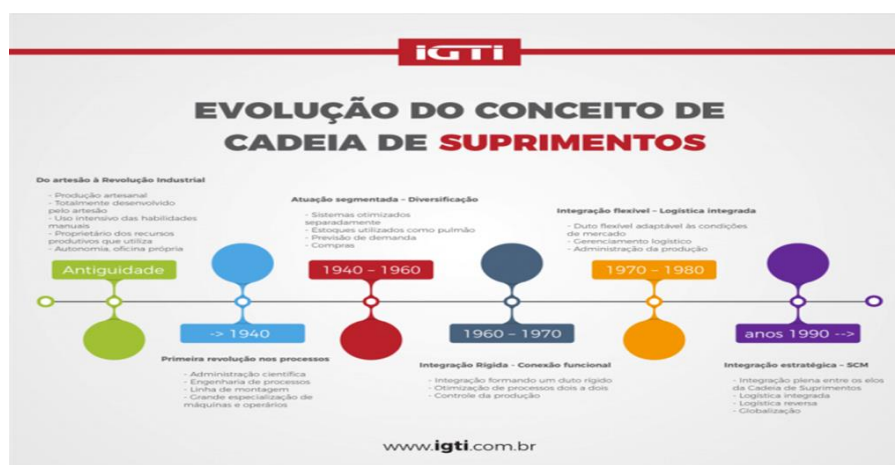 iGTi
EVOLUÇÃO DO CONCEITO DE
CADEIA DE SUPRIMENTOS
Do artesão à Revolução Industrial
- Produção artesanal
- Totalmente desenvolvido
pelo artesão
- Uso intensivo das habilidades
manuais
- Proprietário dos recursos
produtivos que utiliza
- Autonomia, oficina própria
Antiguidade
-> 1940
Primeira revolução nos processos
- Administração científica
- Engenharia de processos
- Linha de montagem
- Grande especialização de
máquinas e operários
Atuação segmentada – Diversificação
- Sistemas otimizados
separadamente
- Estoques utilizados como pulmão
- Previsão de demanda
- Compras
1940 – 1960
1960 – 1970
Integração Rígida - Conexão funcional
- Integração formando um duto rígido
- Otimização de processos dois a dois
- Controle da produção
Integração flexível – Logística integrada
- Duto flexível adaptável às condições
de mercado
- Gerenciamento logístico
- Administração da produção
1970 – 1980
anos 1990 -->
Integração estratégica – SCM
- Integração plena entre os elos
da Cadeia de Suprimentos
- Logística integrada
- Logística reversa
- Globalização
www.igti.com.br